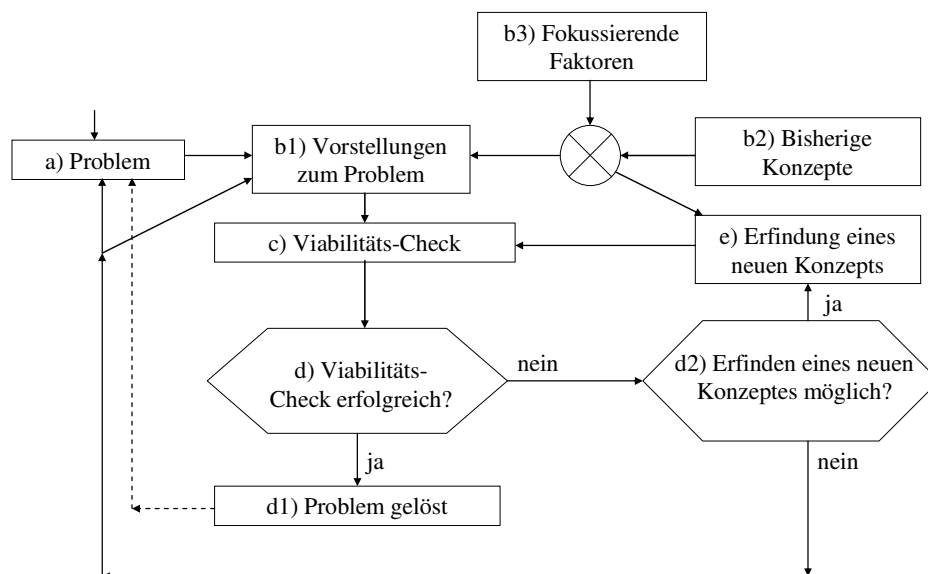 b3) Fokussierende
Faktoren
a) Problem
b1) Vorstellungen
zum Problem
b2) Bisherige
Konzepte
c) Viabilitäts-Check
e) Erfindung eines
neuen Konzepts
ja
d) Viabilitäts-
Check erfolgreich?
nein
d2) Erfinden eines neuen
Konzeptes möglich?
ja
nein
d1) Problem gelöst